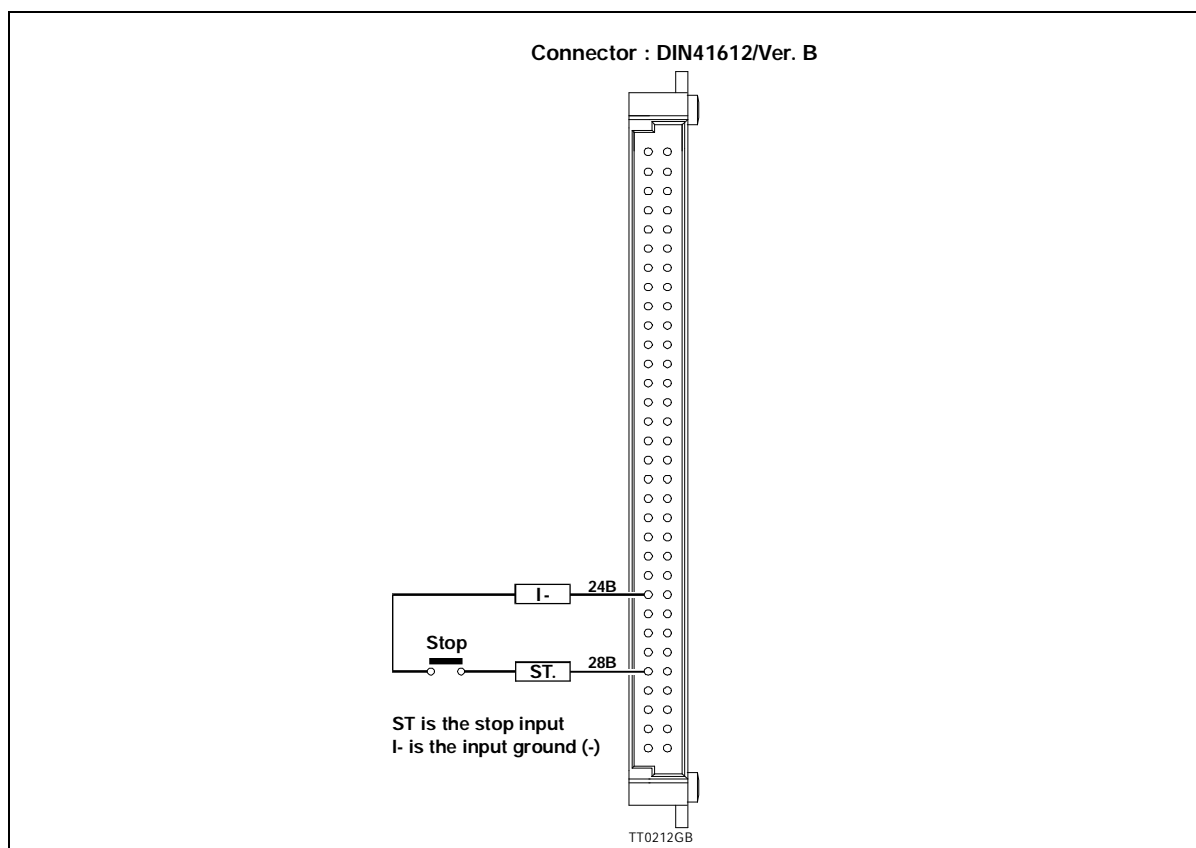 Connector : DIN41612/Ver. B
I- 24B
Stop
ST. 28B
ST is the stop input
I- is the input ground (-)
TT0212GB